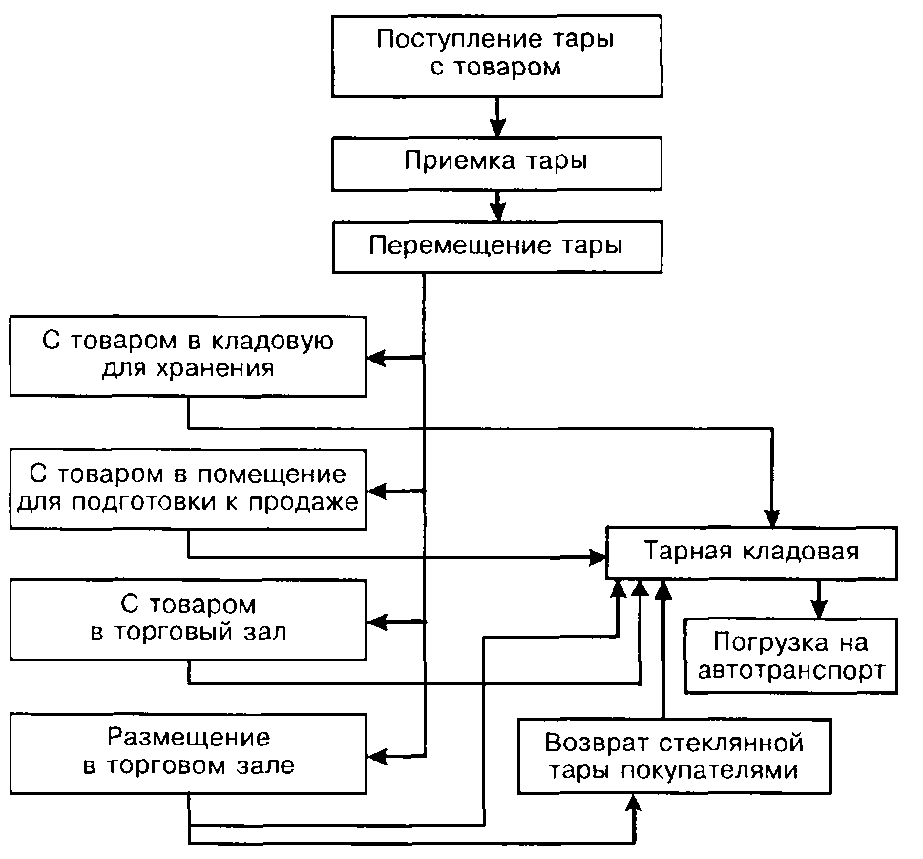 Поступление тары
с товаром
Приемка тары
Перемещение тары
С товаром в кладовую
для хранения
С товаром в помещение
для подготовки к продаже
Тарная кладовая
С товаром
в торговый зал
Погрузка на
автотранспорт
Размещение
в торговом зале
Возврат стеклянной
тары покупателями